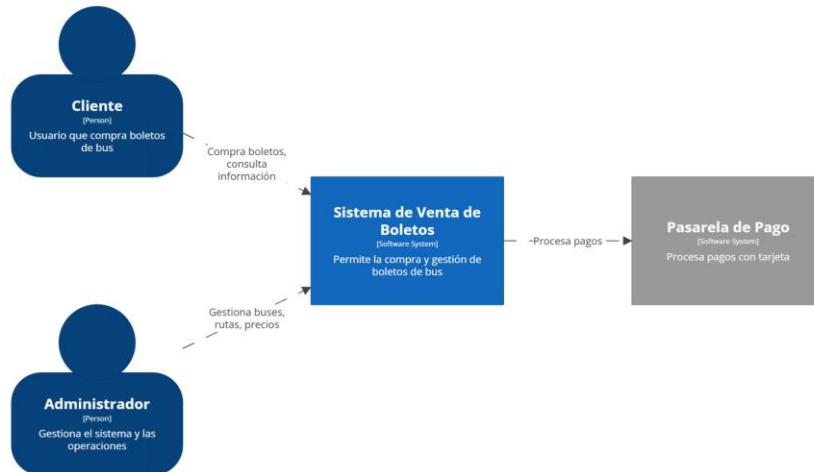 Cliente
[Person]
Usuario que compra boletos
de bus
Compra boletos,
consulta
información
Sistema de Venta de
Boletos
[Software System]
Permite la compra y gestión de
boletos de bus
Procesa pagos
Pasarela de Pago
[Software System]
Procesa pagos con tarjeta
Gestiona buses,
rutas, precios
Administrador
[Person]
Gestiona el sistema y las
operaciones